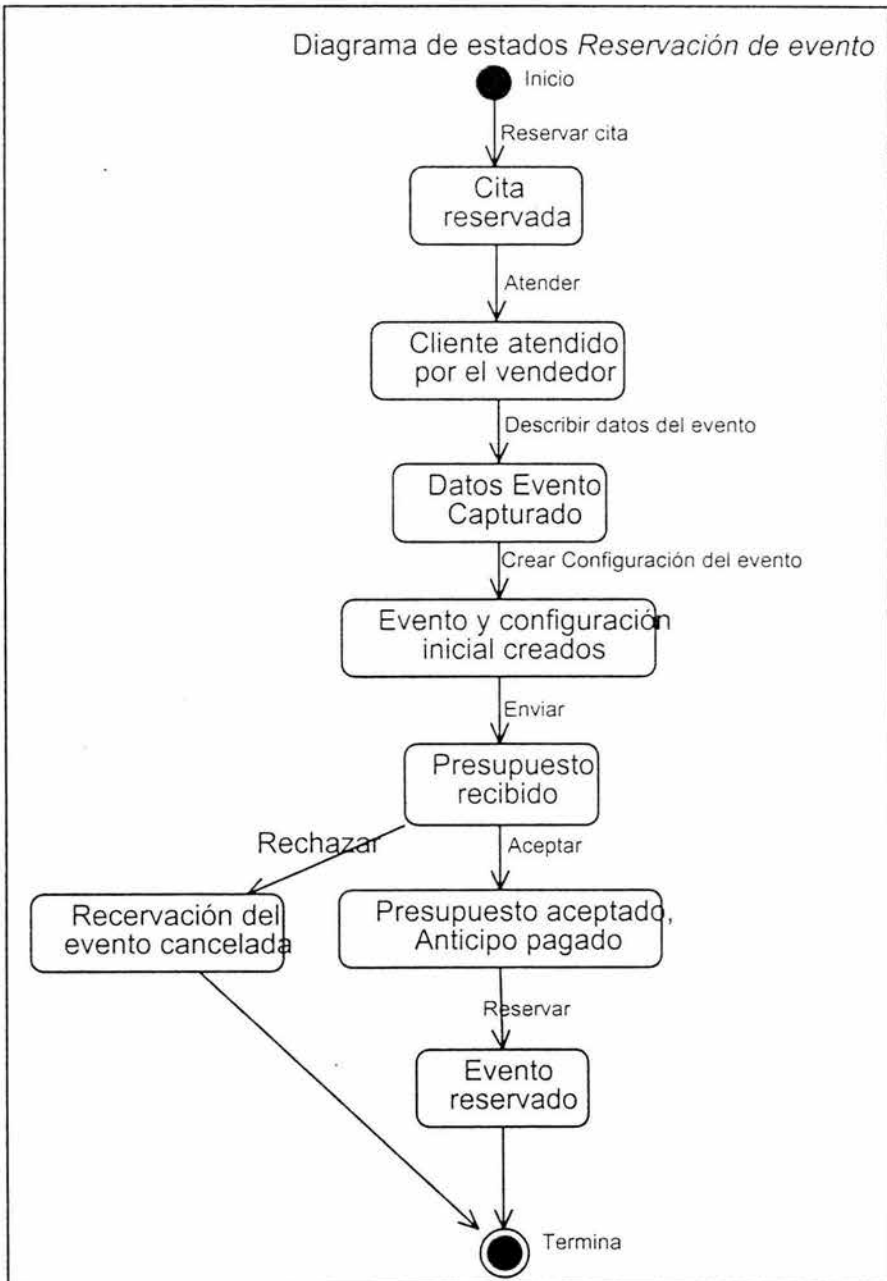 Diagrama de estados Reservación de evento
Inicio
Reservar cita
Cita
reservada
Atender
Cliente atendido
por el vendedor
Describir datos del evento
Datos Evento
Capturado
Crear Configuración del evento
Evento y configuración
inicial creados
Enviar
Presupuesto
recibido
Rechazar
Aceptar
Recervación del
evento cancelada
Presupuesto aceptado,
Anticipo pagado
Reservar
Evento
reservado
Termina